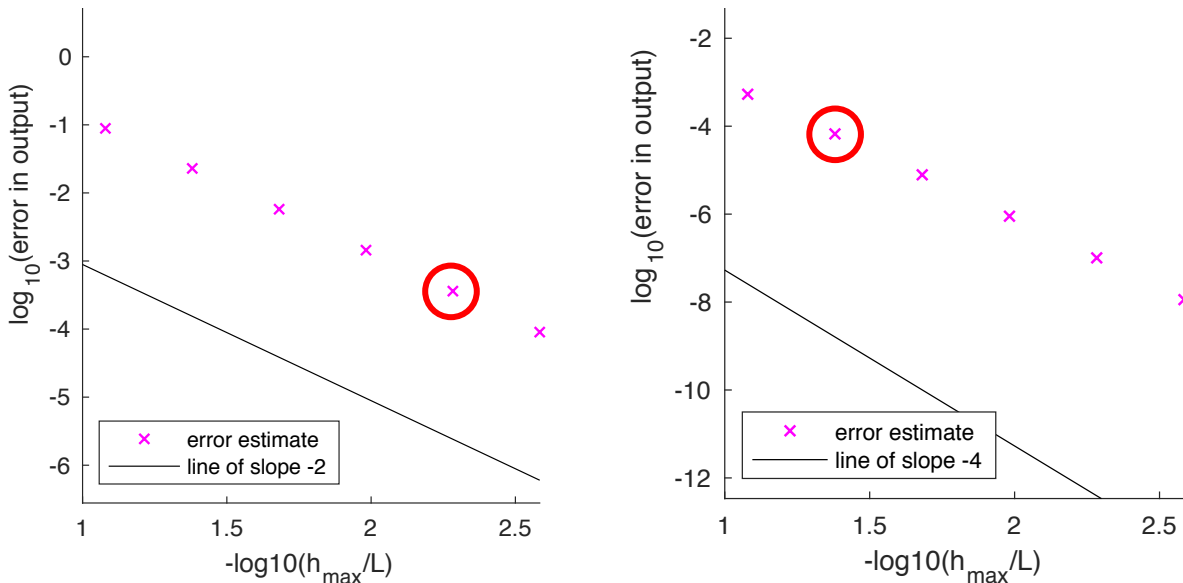 0
-1
-2
-3
-4
-5
-6
log10(error in output)
error estimate
line of slope -2
1
1.5
2
2.5
-log10(hmax/L)
-2
-4
-6
-8
-10
-12
log10(error in output)
error estimate
line of slope -4
1
1.5
2
2.5
-log10(hmax/L)